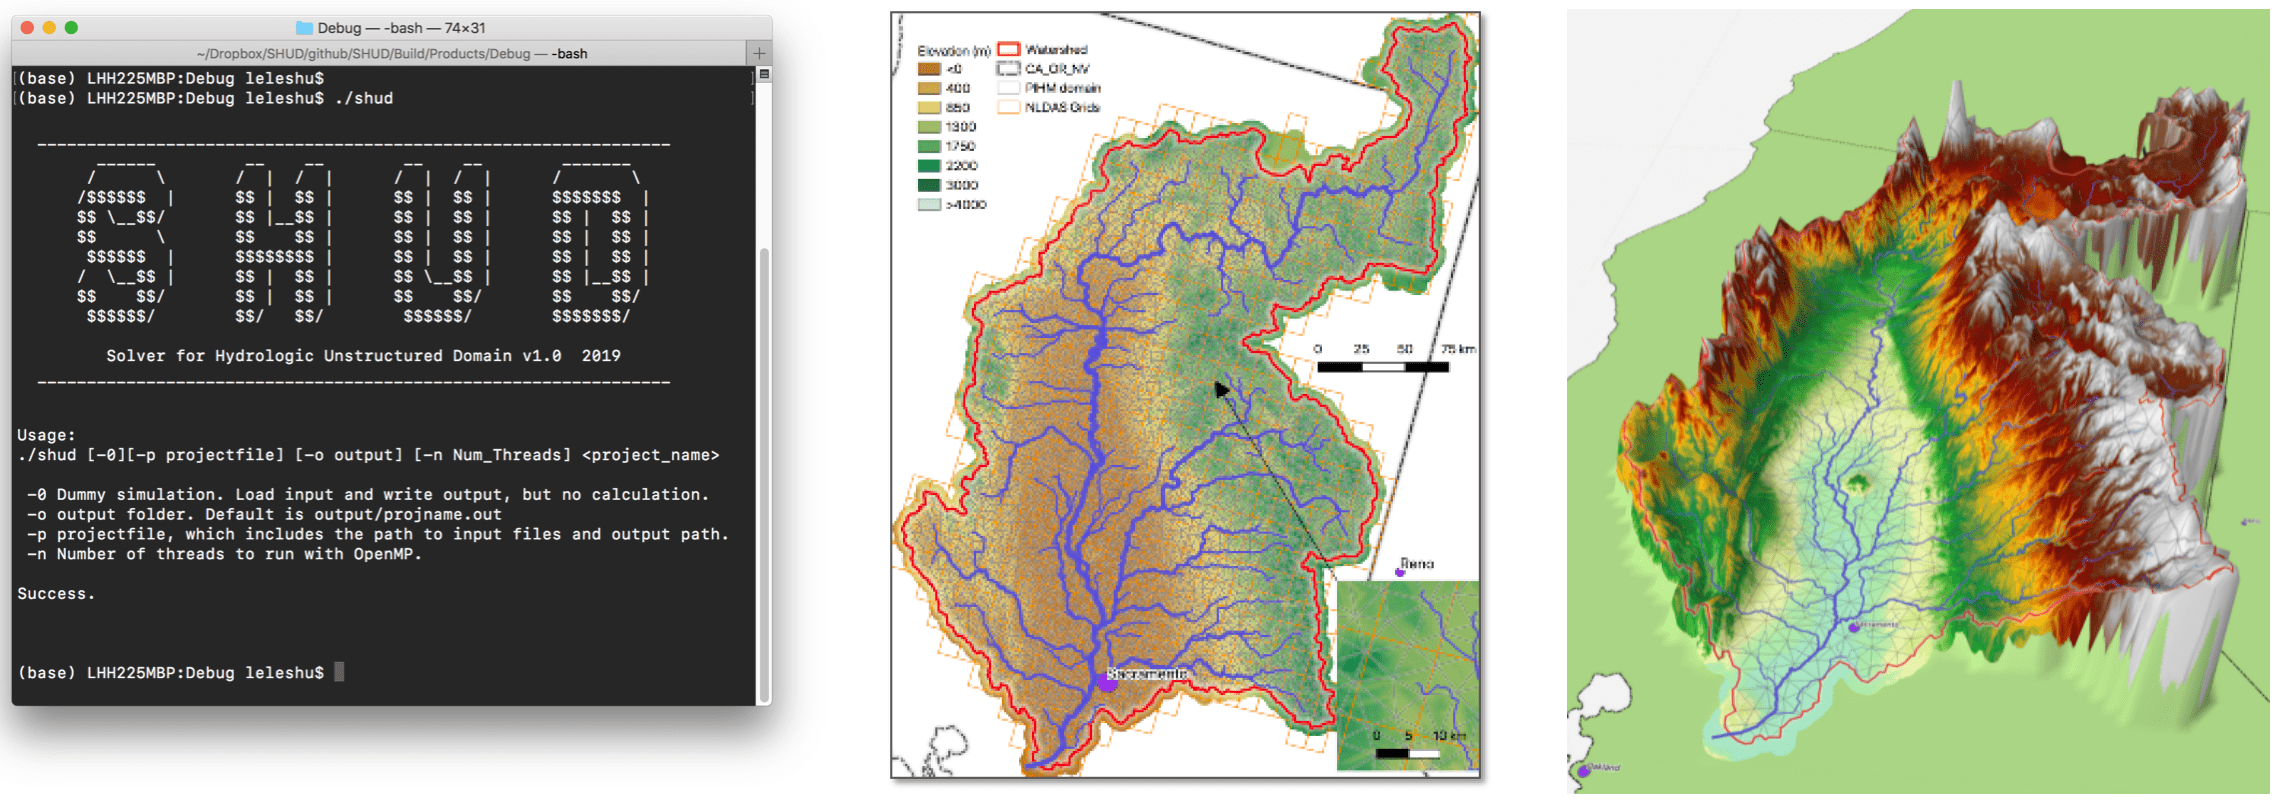 Debug — -bash — 74×31
~/Dropbox/SHUD/github/SHUD/Build/Products/Debug — -bash
(base) LHH225MBP:Debug leleshu$
(base) LHH225MBP:Debug leleshu$ ./shud
SHUD
Solver for Hydrologic Unstructured Domain v1.0 2019
Usage:
./shud [-0][-p projectfile] [-o output] [-n Num_Threads] <project_name>
-0 Dummy simulation. Load input and write output, but no calculation.
-o output folder. Default is output/projname.out
-p projectfile, which includes the path to input files and output path.
-n Number of threads to run with OpenMP.
Success.
(base) LHH225MBP:Debug leleshu$
Elevation (m)
<0
400
850
1300
1750
2200
3000
>4000
Watershed
CA_OR_NV
PIHM domain
NLDAS Grids
0 25 50 75 km
Reno
Sacramento
0 5 10 km
Sacramento
Oakland